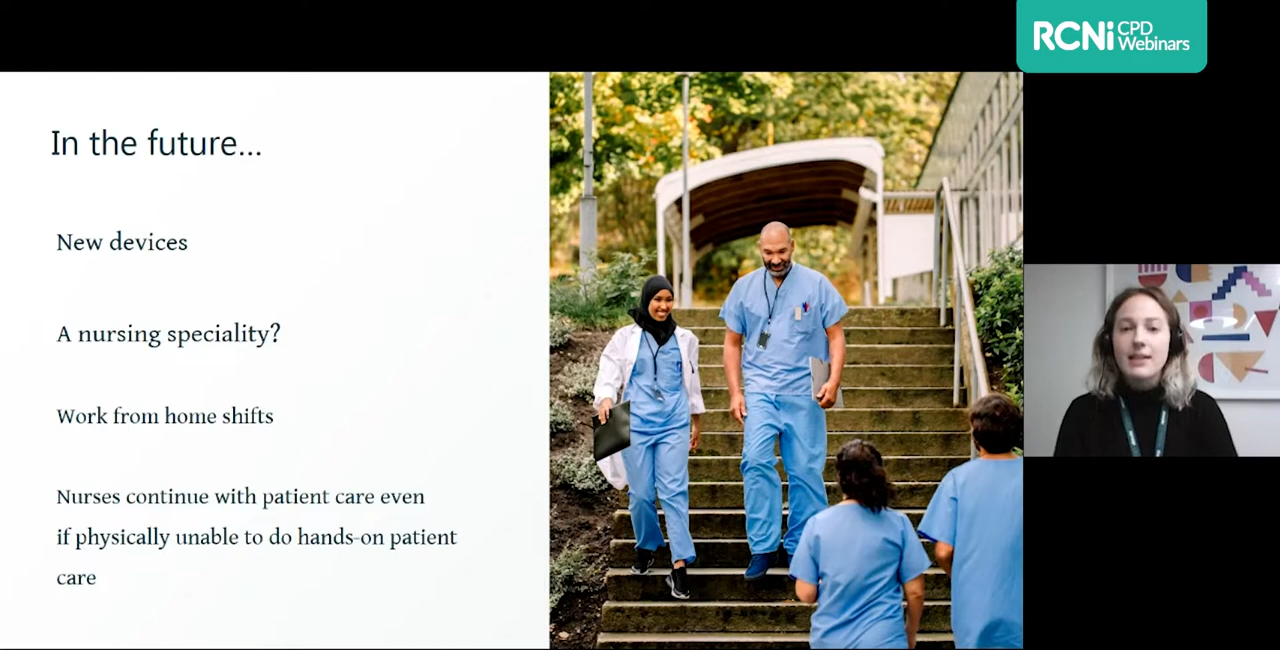 RCNi CPD
Webinars
In the future...
New devices
A nursing speciality?
Work from home shifts
Nurses continue with patient care even
if physically unable to do hands-on patient
care